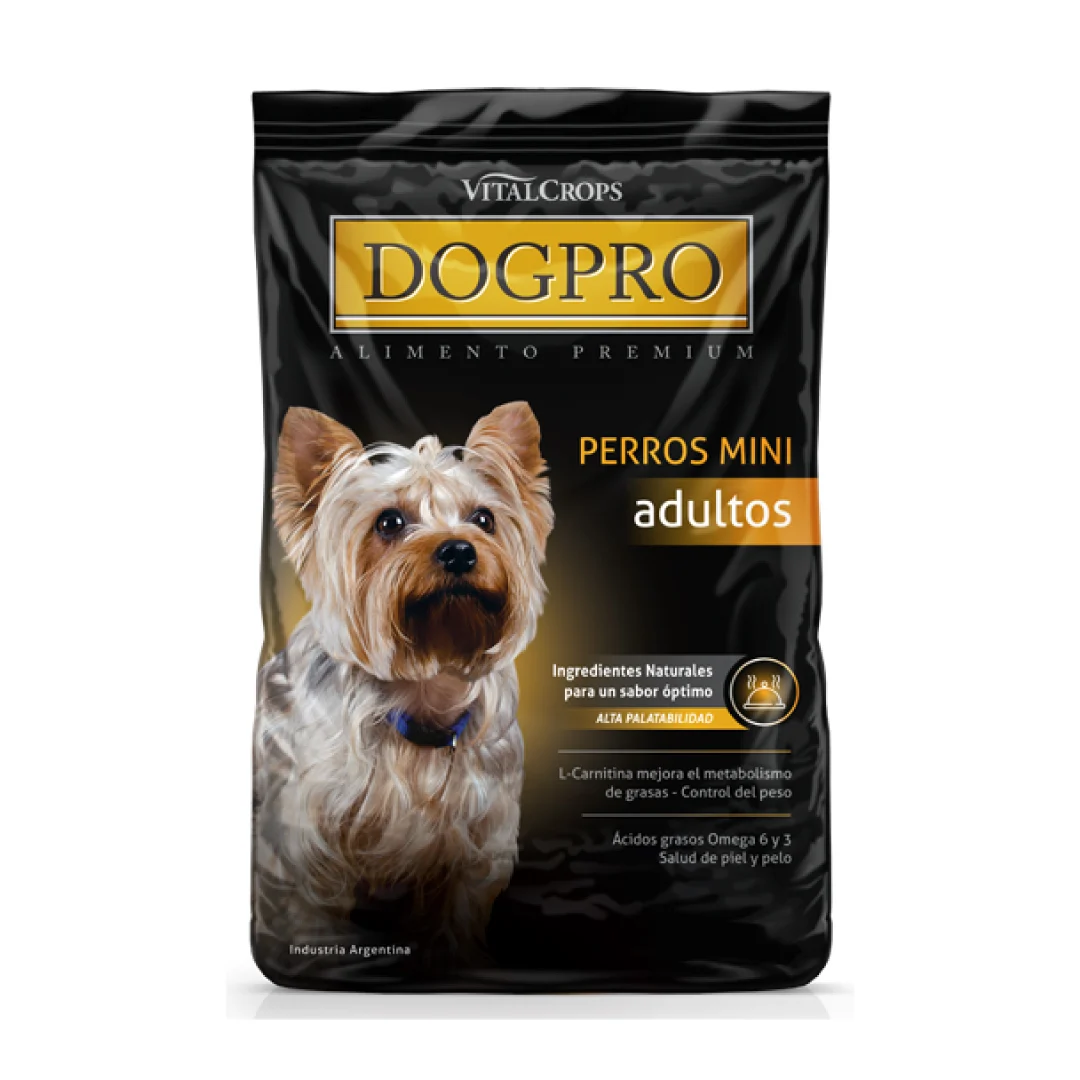 VITALCROPS
DOGPRO
ALIMENTO PREMIUM
PERROS MINI
adultos
Ingredientes Naturales
para un sabor óptimo
ALTA PALATABILIDAD
L-Carnitina mejora el metabolismo
de grasas - Control del peso
Ácidos grasos Omega 6 y 3
Salud de piel y pelo
Industria Argentina